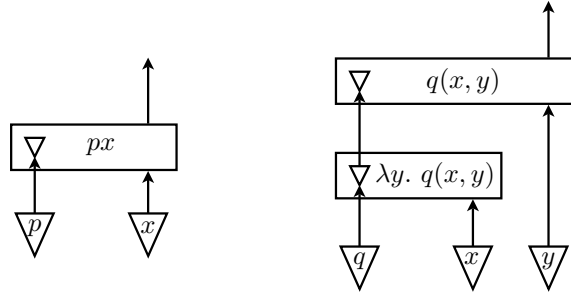 px
p x
q(x, y)
λy. q(x, y)
q x y